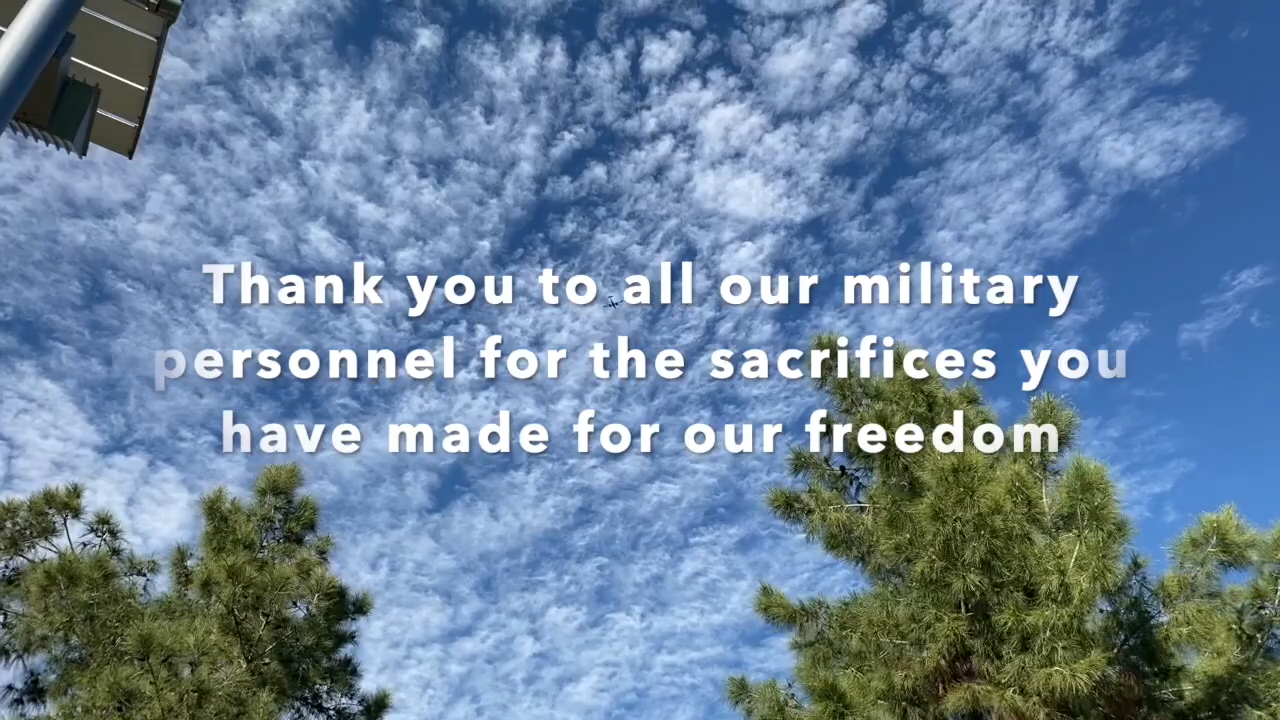 Thank you to all our military
personnel for the sacrifices you
have made for our freedom